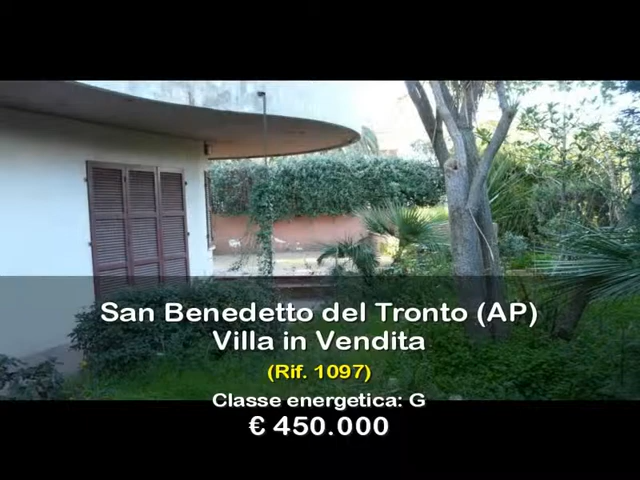 San Benedetto del Tronto (AP)
Villa in Vendita
(Rif. 1097)
Classe energetica: G
€ 450.000